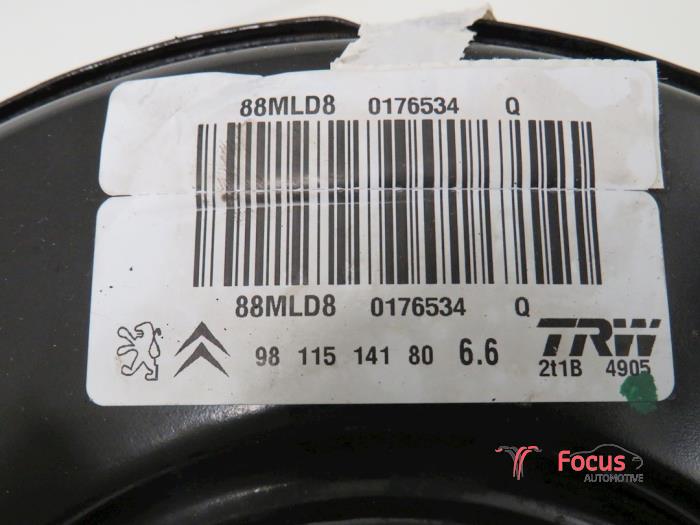 88MLD8 0176534 Q
88MLD8 0176534 Q
98 115 141 80 6.6
TRW
2t1B 4905
Focus
AUTOMOTIVE